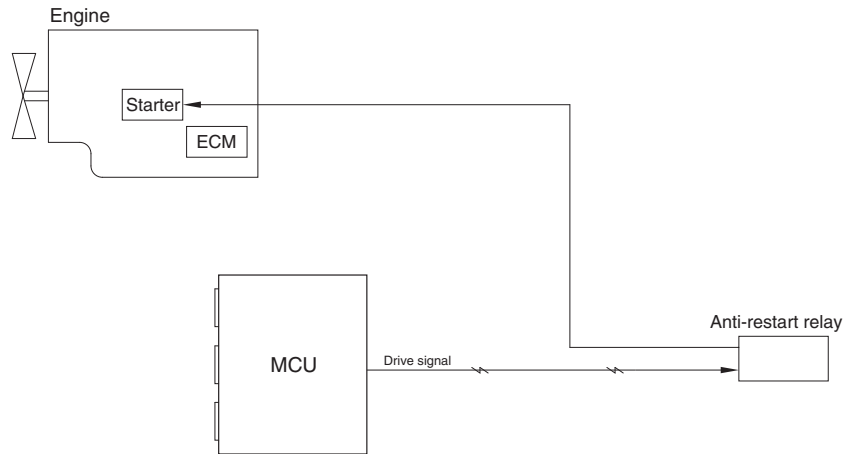 Engine
Starter
ECM
Anti-restart relay
MCU
Drive signal